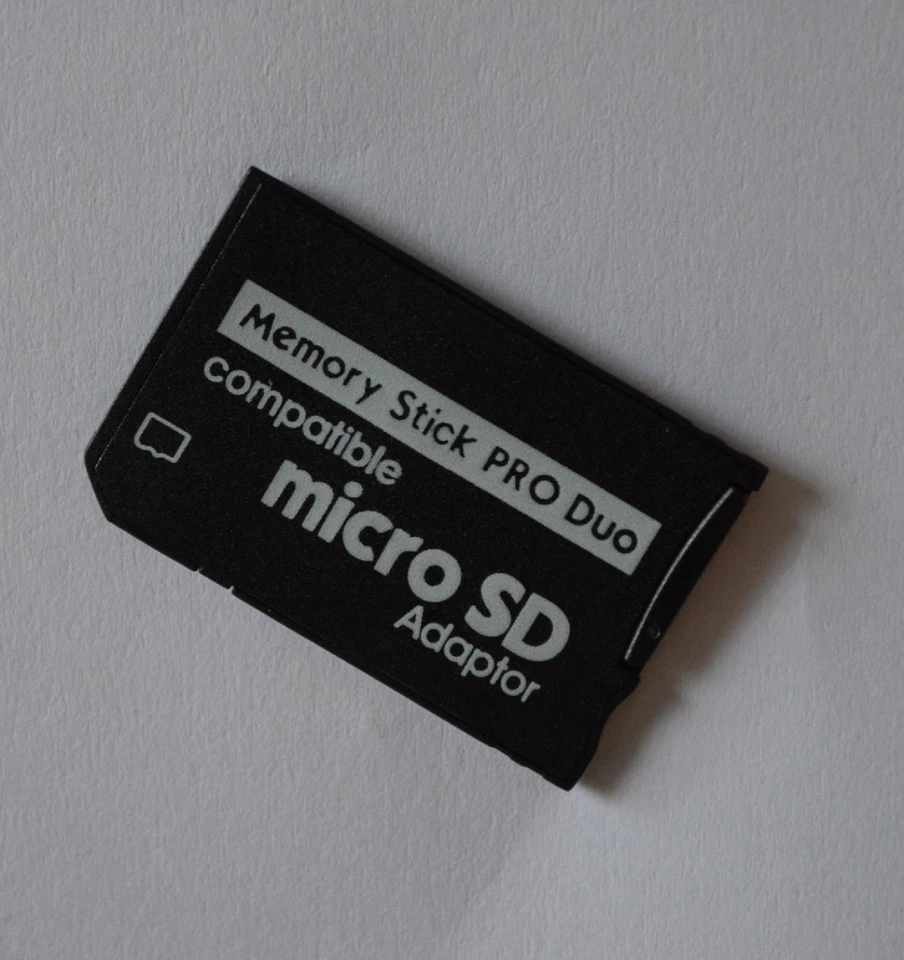 Memory Stick PRO Duo
compatible
micro SD
Adaptor